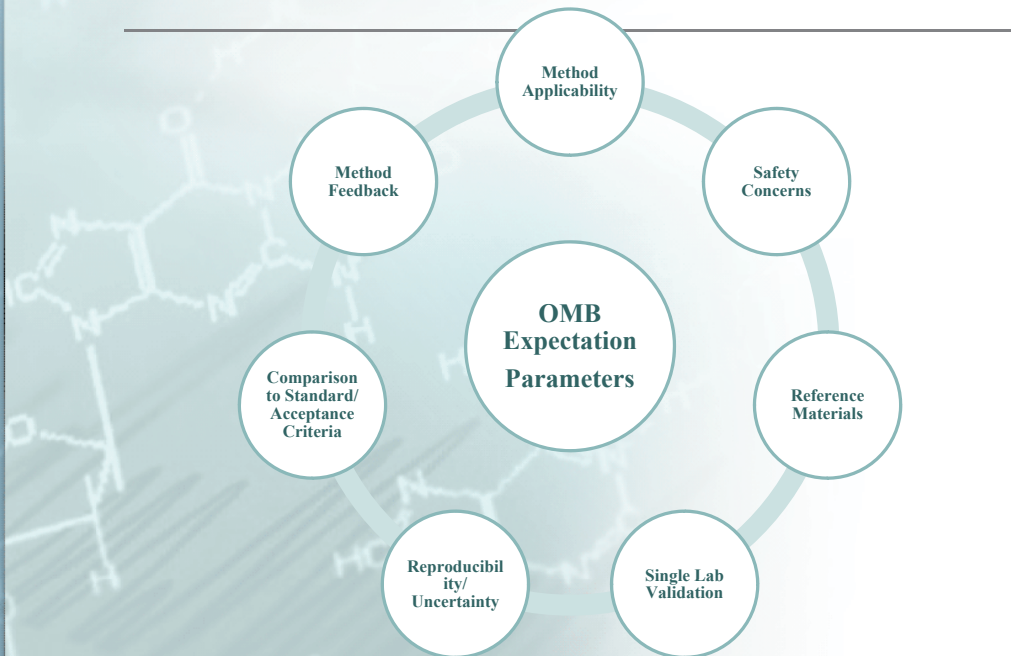 Method
Applicability
Safety
Concerns
Reference
Materials
Single Lab
Validation
Reproducibil
ity/
Uncertainty
Comparison
to Standard/
Acceptance
Criteria
Method
Feedback
OMB
Expectation
Parameters
O
H
N
N
N
N
N
H
C
H
O
H
N
HO
N
N
H